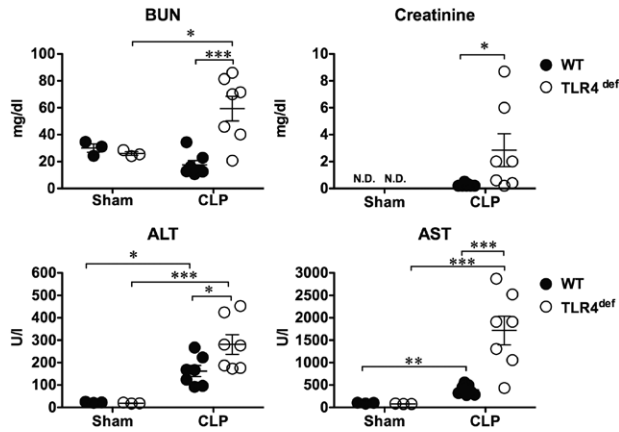 BUN
Creatinine
*
***
*
mg/dl
100
80
60
40
20
0
Sham
CLP
mg/dl
10
8
6
4
2
0
N.D.
N.D.
Sham
CLP
WT
TLR4 def
ALT
AST
*
***
*
***
***
**
U/l
600
500
400
300
200
100
0
Sham
CLP
U/l
3000
2500
2000
1500
1000
500
0
Sham
CLP
WT
TLR4def